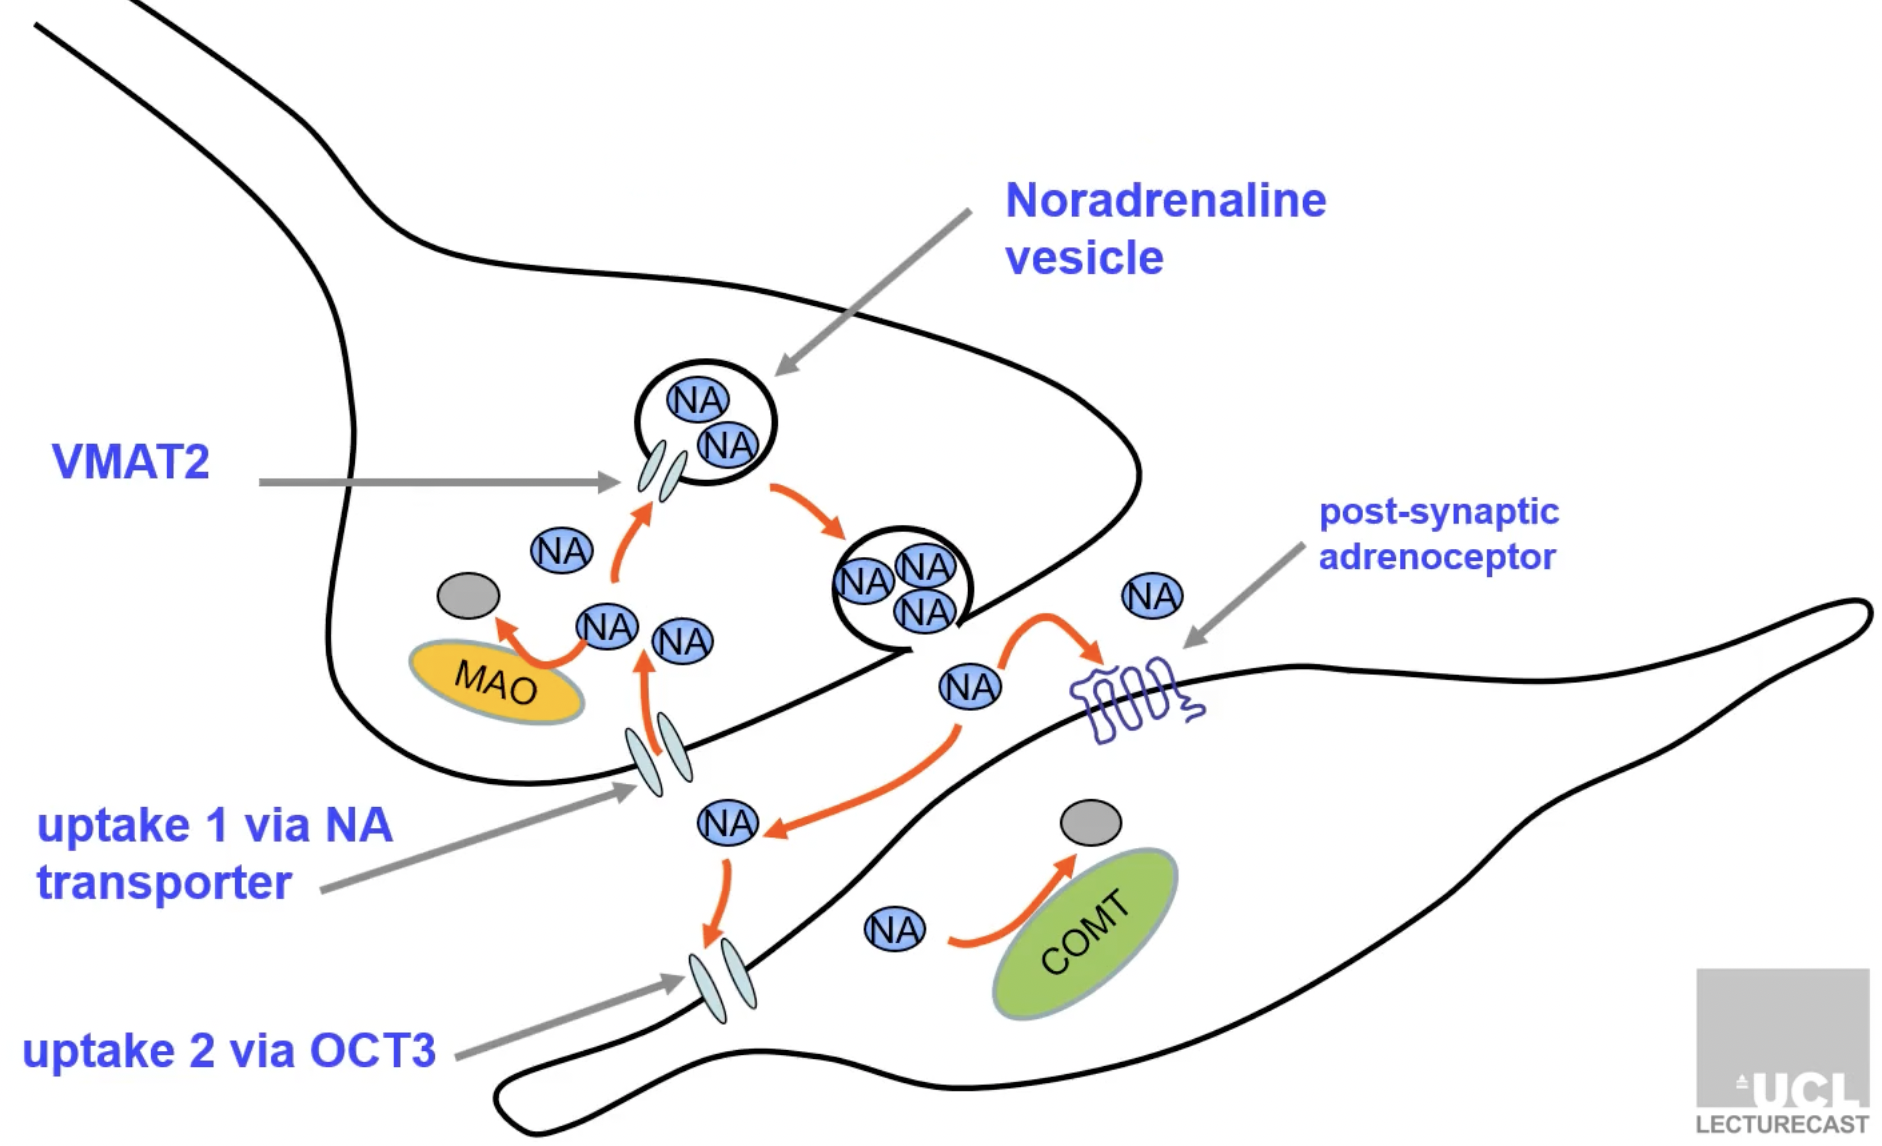 Noradrenaline
vesicle
NA
NA
VMAT2
post-synaptic
adrenoceptor
NA
NA
NA
NA
NA
NA
NA
MAO
NA
uptake 1 via NA
transporter
NA
NA
COMT
uptake 2 via OCT3
UCL
LECTURECAST